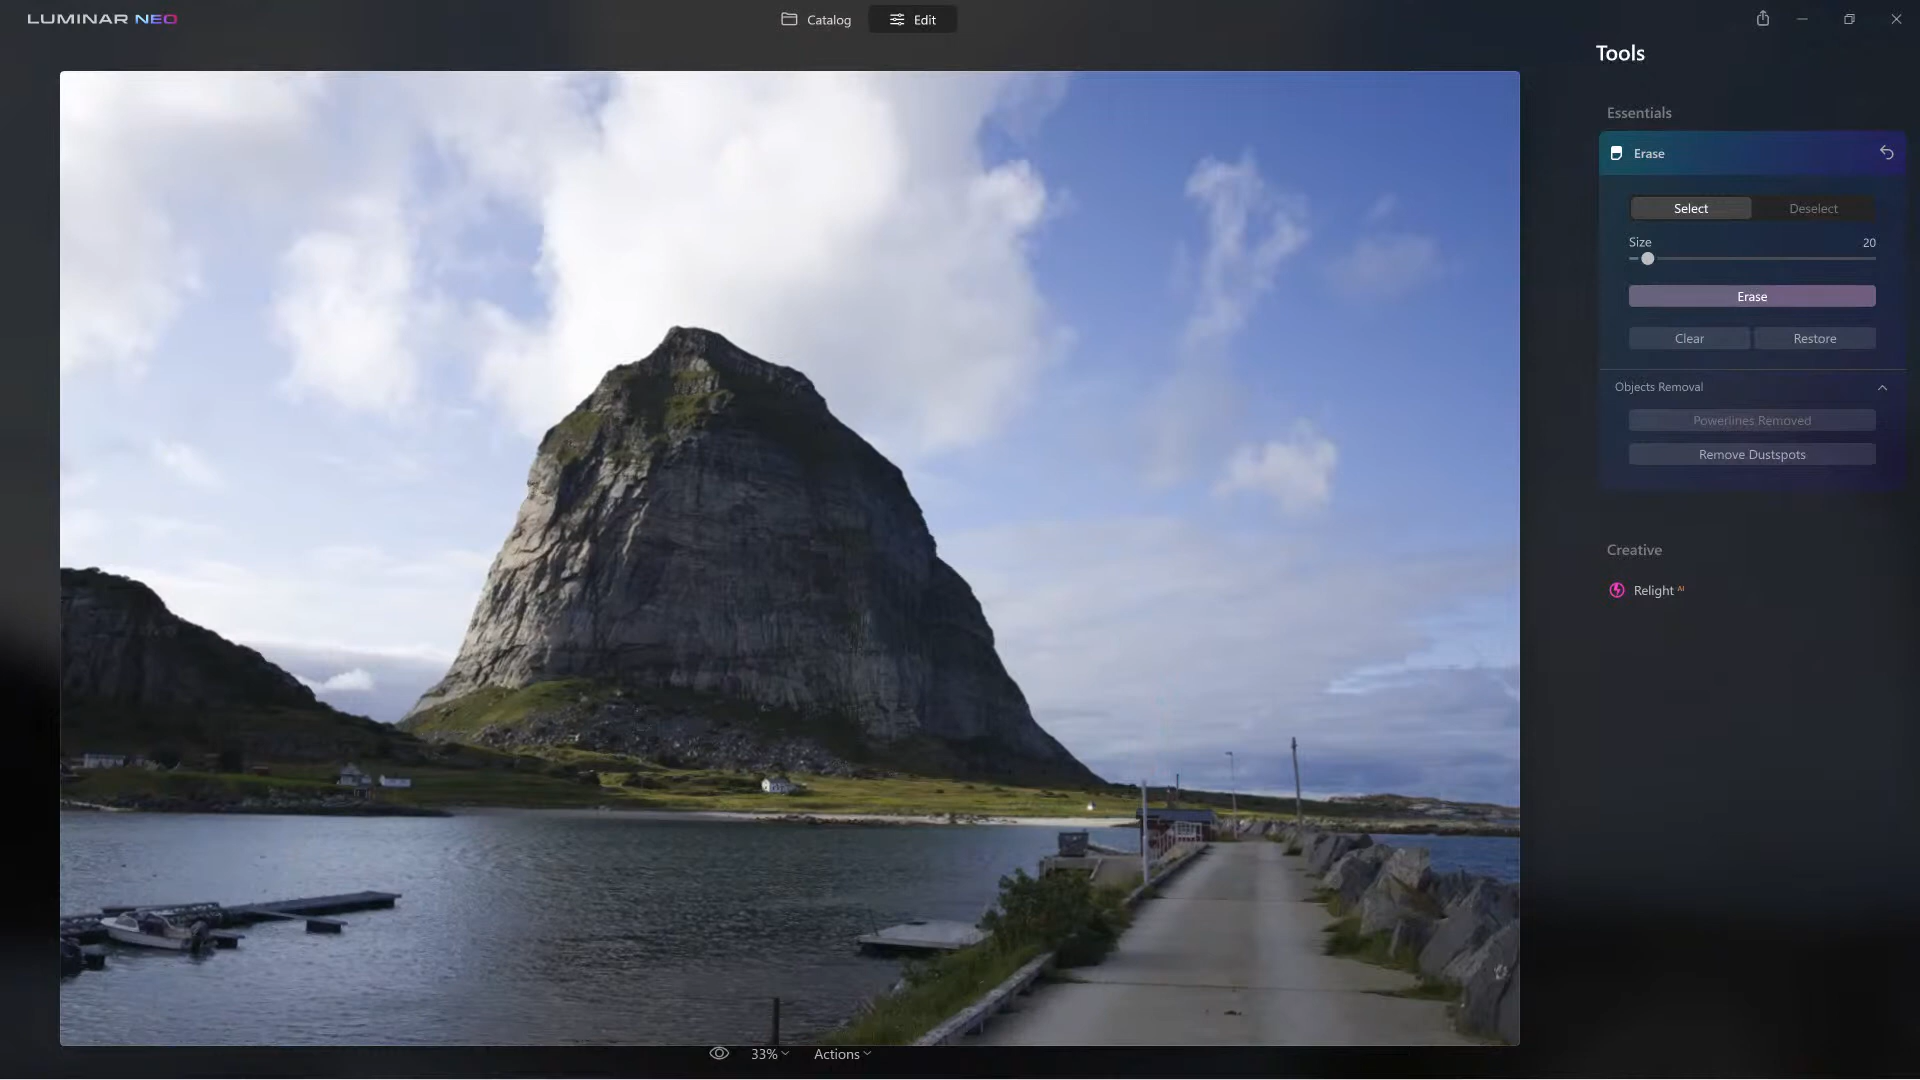 LUMINAR NEO
Catalog
Edit
Tools
Essentials
Erase
Select
Deselect
Size
20
Erase
Clear
Restore
Objects Removal
Powerlines Removed
Remove Dustspots
Creative
Relight AI
33%
Actions